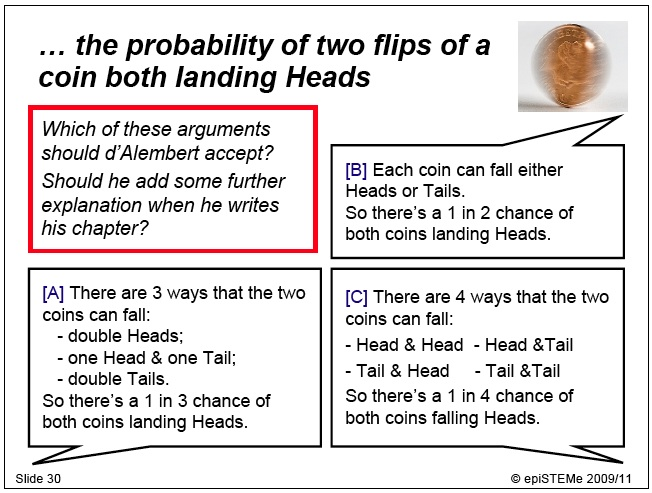 … the probability of two flips of a
coin both landing Heads
Which of these arguments
should d’Alembert accept?
Should he add some further
explanation when he writes
his chapter?
[B] Each coin can fall either
Heads or Tails.
So there’s a 1 in 2 chance of
both coins landing Heads.
[A] There are 3 ways that the two
coins can fall:
- double Heads;
- one Head & one Tail;
- double Tails.
So there’s a 1 in 3 chance of
both coins landing Heads.
[C] There are 4 ways that the two
coins can fall:
- Head & Head - Head &Tail
- Tail & Head - Tail &Tail
So there’s a 1 in 4 chance of
both coins falling Heads.
Slide 30
© epiSTEMe 2009/11